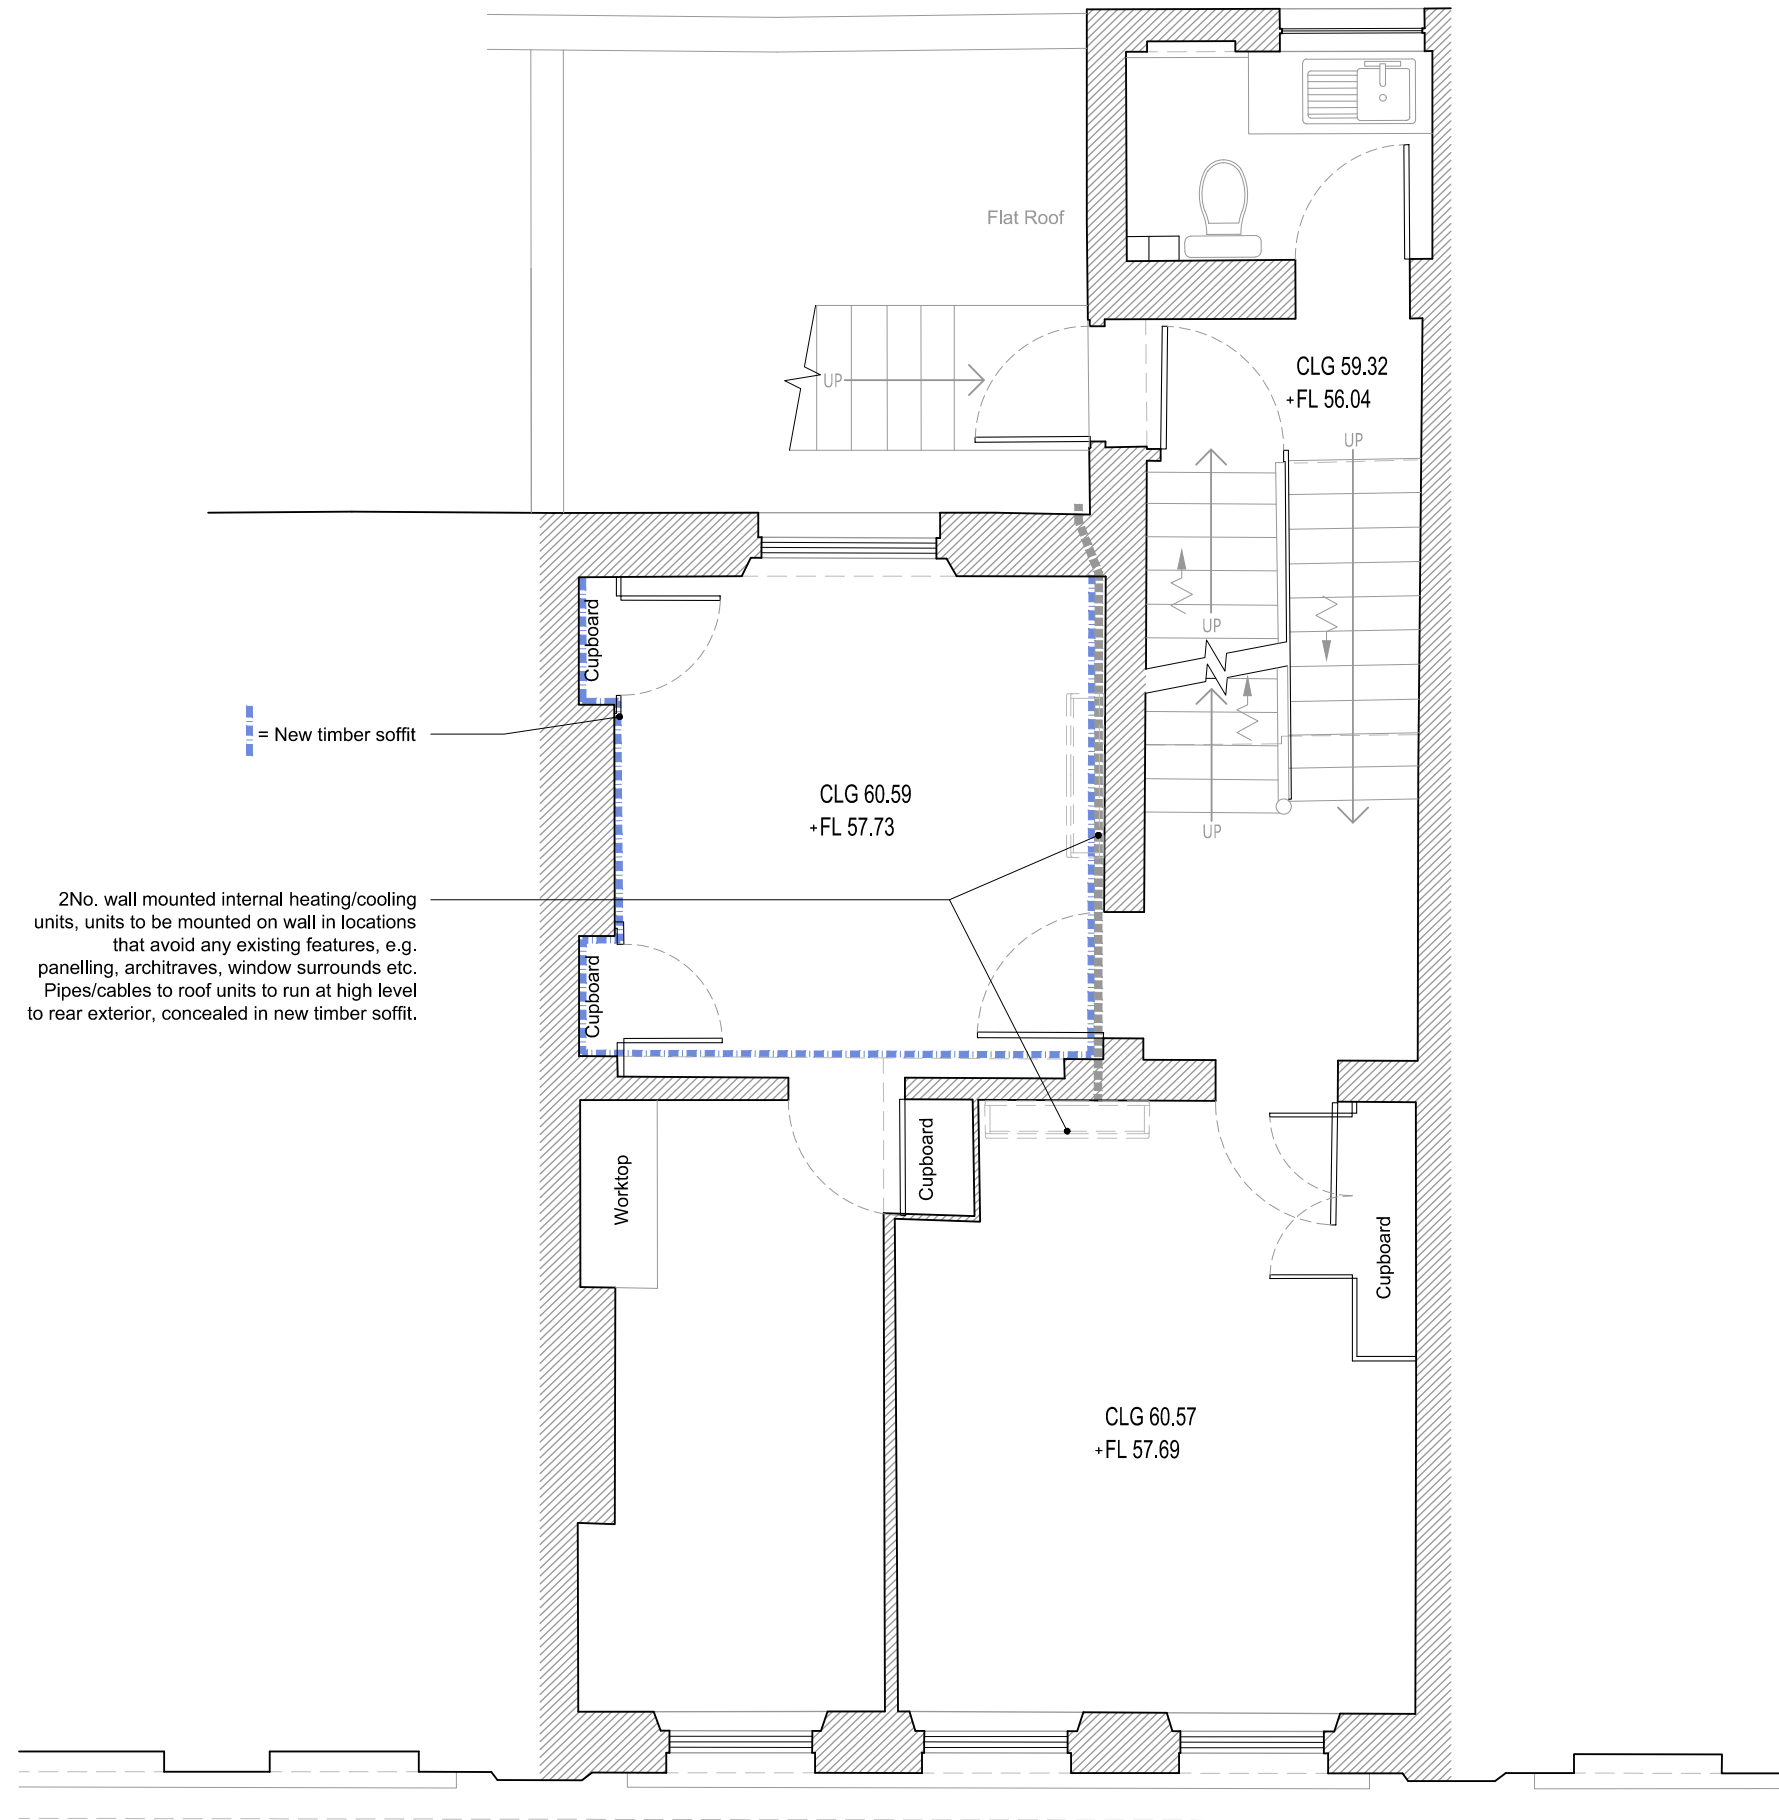 Flat Roof
CLG 59.32
+FL 56.04
UP
UP
UP
Cupboard
= New timber soffit
CLG 60.59
+FL 57.73
UP
2No. wall mounted internal heating/cooling
units, units to be mounted on wall in locations
that avoid any existing features, e.g.
panelling, architraves, window surrounds etc.
Pipes/cables to roof units to run at high level
to rear exterior, concealed in new timber soffit.
Cupboard
Cupboard
Worktop
Cupboard
CLG 60.57
+FL 57.69